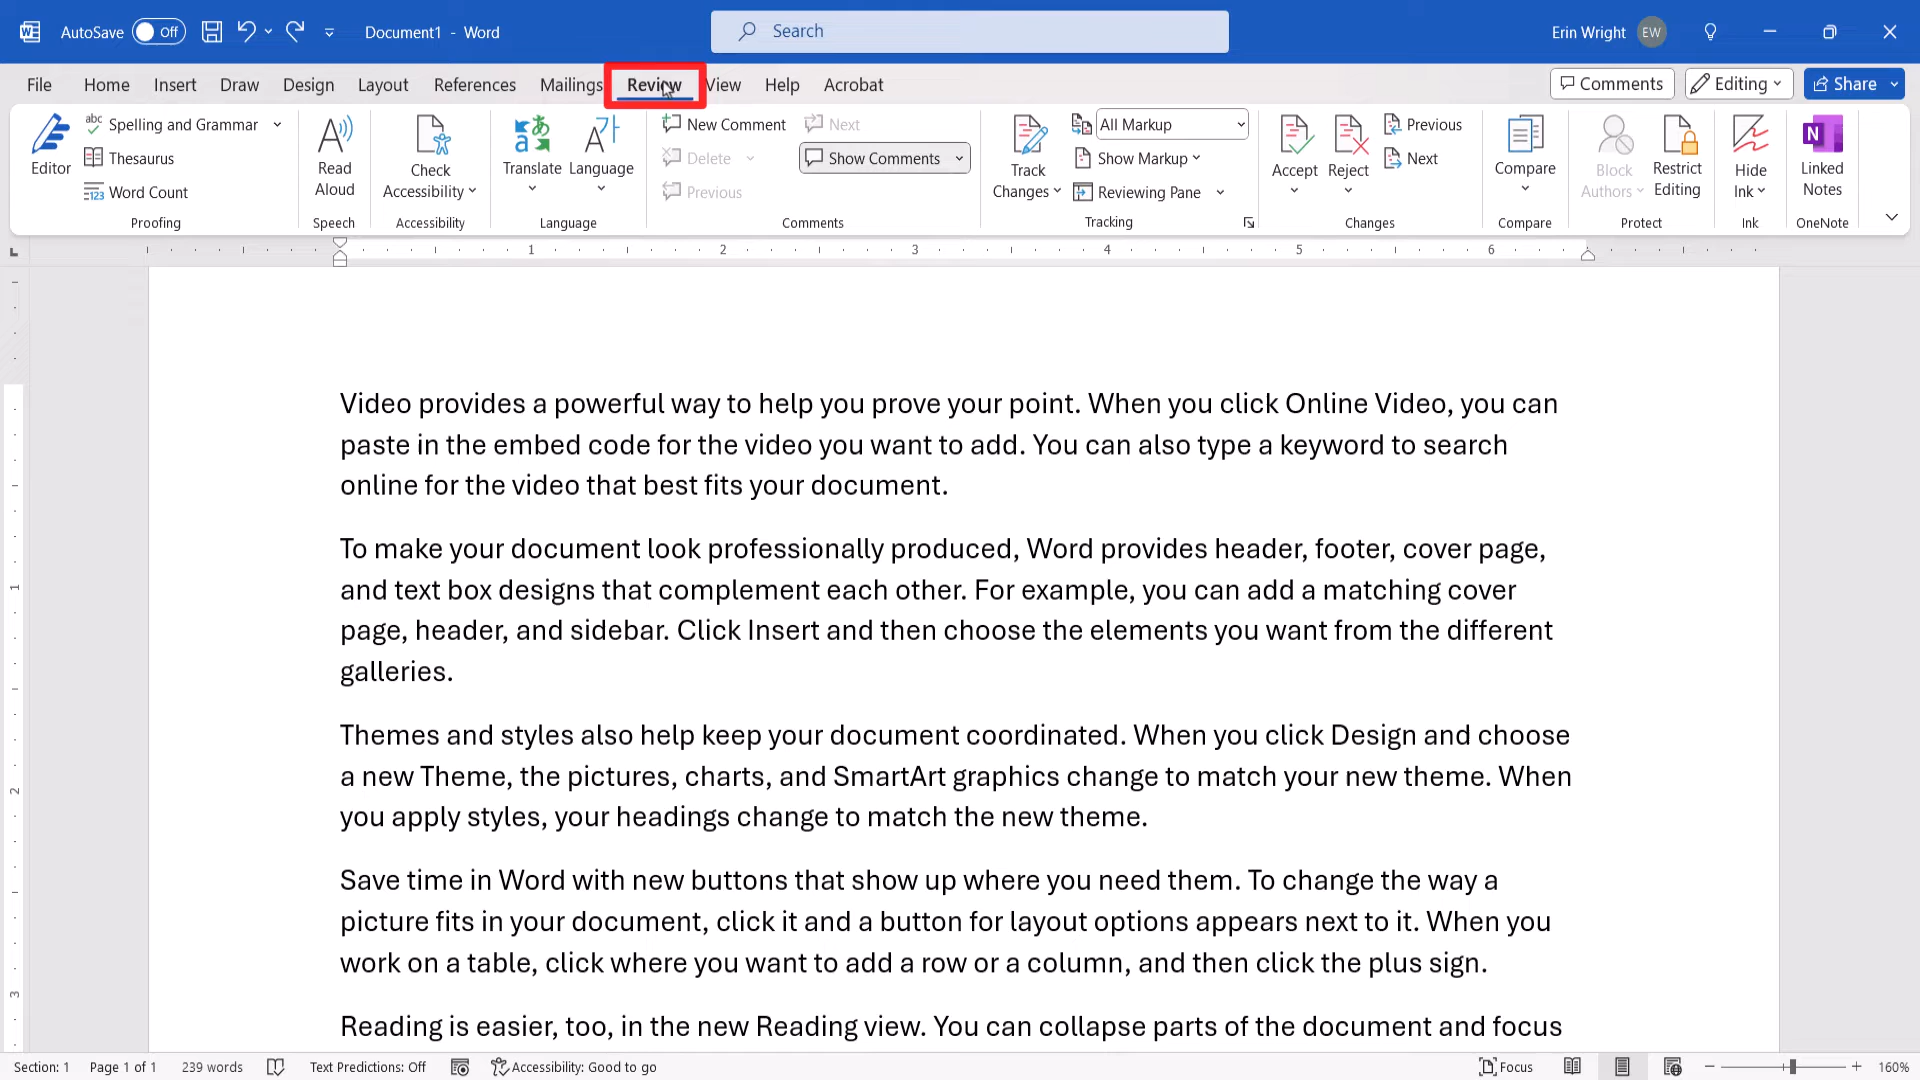 AutoSave Off Document1 - Word Search Erin Wright EW
File Home Insert Draw Design Layout References Mailings Review View Help Acrobat Comments Editing Share
Editor
abc Spelling and Grammar
Thesaurus
123 Word Count
Proofing
Read
Aloud
Speech
Check
Accessibility
Accessibility
Translate
Language
Language
New Comment
Delete
Previous
Next
Show Comments
Comments
Track
Changes
All Markup
Show Markup
Reviewing Pane
Tracking
Accept
Reject
Previous
Next
Changes
Compare
Compare
Block
Authors
Restrict
Editing
Protect
Hide
Ink
Ink
N
Linked
Notes
OneNote
1 2 3 4 5 6
Video provides a powerful way to help you prove your point. When you click Online Video, you can
paste in the embed code for the video you want to add. You can also type a keyword to search
online for the video that best fits your document.
To make your document look professionally produced, Word provides header, footer, cover page,
and text box designs that complement each other. For example, you can add a matching cover
page, header, and sidebar. Click Insert and then choose the elements you want from the different
galleries.
Themes and styles also help keep your document coordinated. When you click Design and choose
a new Theme, the pictures, charts, and SmartArt graphics change to match your new theme. When
you apply styles, your headings change to match the new theme.
Save time in Word with new buttons that show up where you need them. To change the way a
picture fits in your document, click it and a button for layout options appears next to it. When you
work on a table, click where you want to add a row or a column, and then click the plus sign.
Reading is easier, too, in the new Reading view. You can collapse parts of the document and focus
1
2
3
Section: 1 Page 1 of 1 239 words Text Predictions: Off Accessibility: Good to go Focus 160%